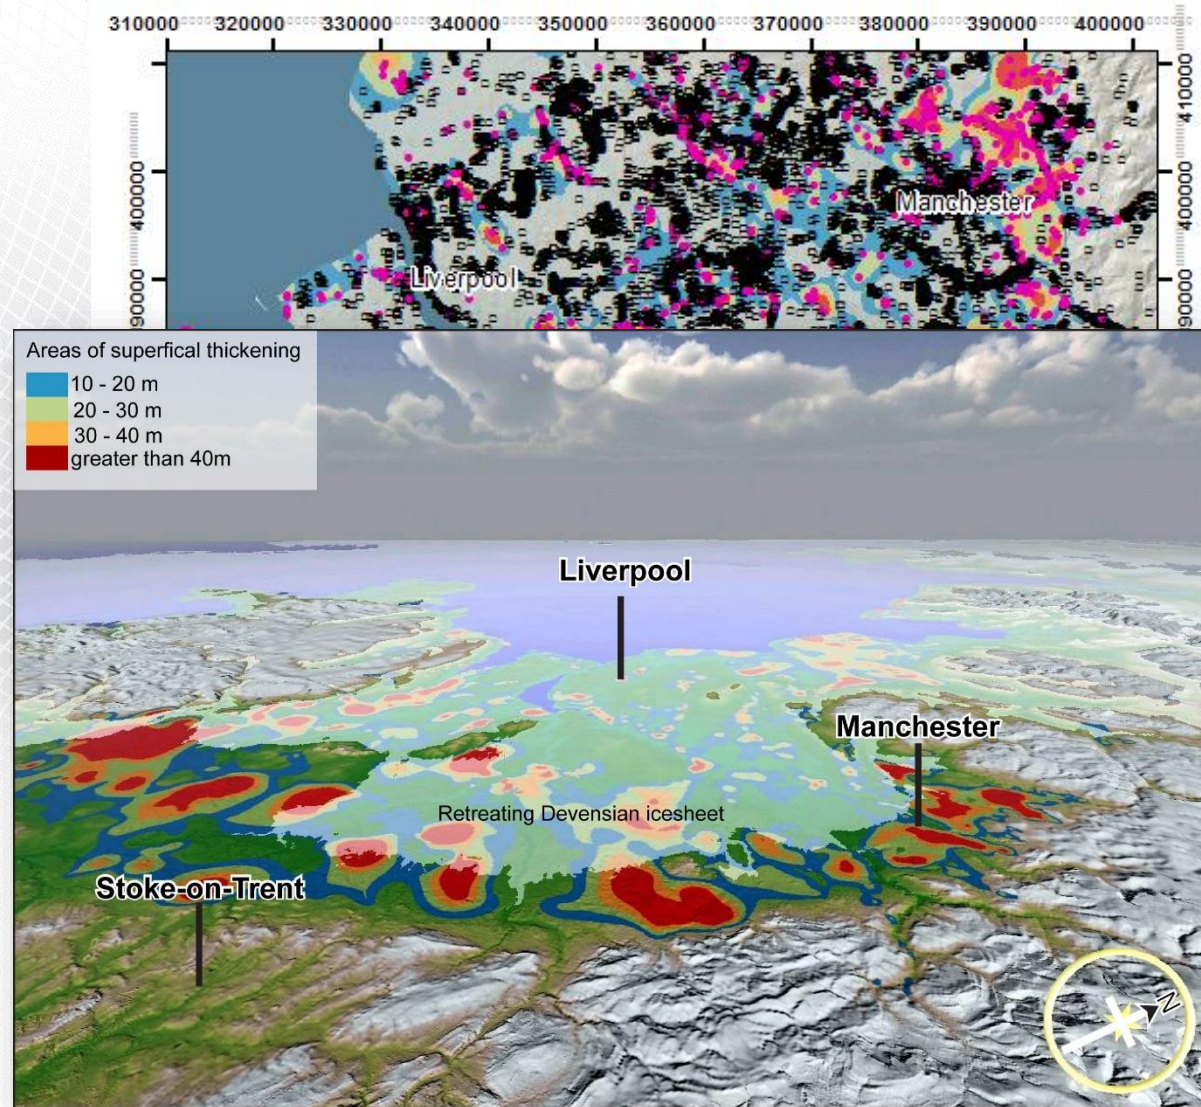 310000 320000 330000 340000 350000 360000 370000 380000 390000 400000
410000
400000
390000
410000
400000
390000
Manchester
Liverpool
Areas of superfical thickening
10 - 20 m
20 - 30 m
30 - 40 m
greater than 40m
Liverpool
Manchester
Retreating Devensian icesheet
Stoke-on-Trent
N